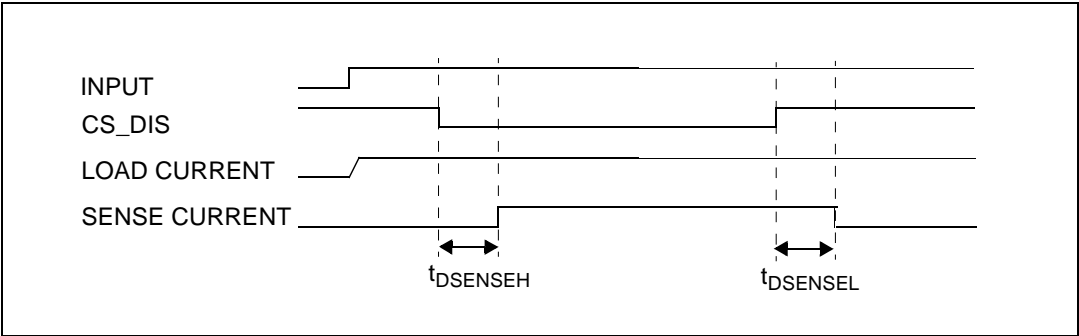 INPUT
CS_DIS
LOAD CURRENT
SENSE CURRENT
tDSENSEH
tDSENSEL